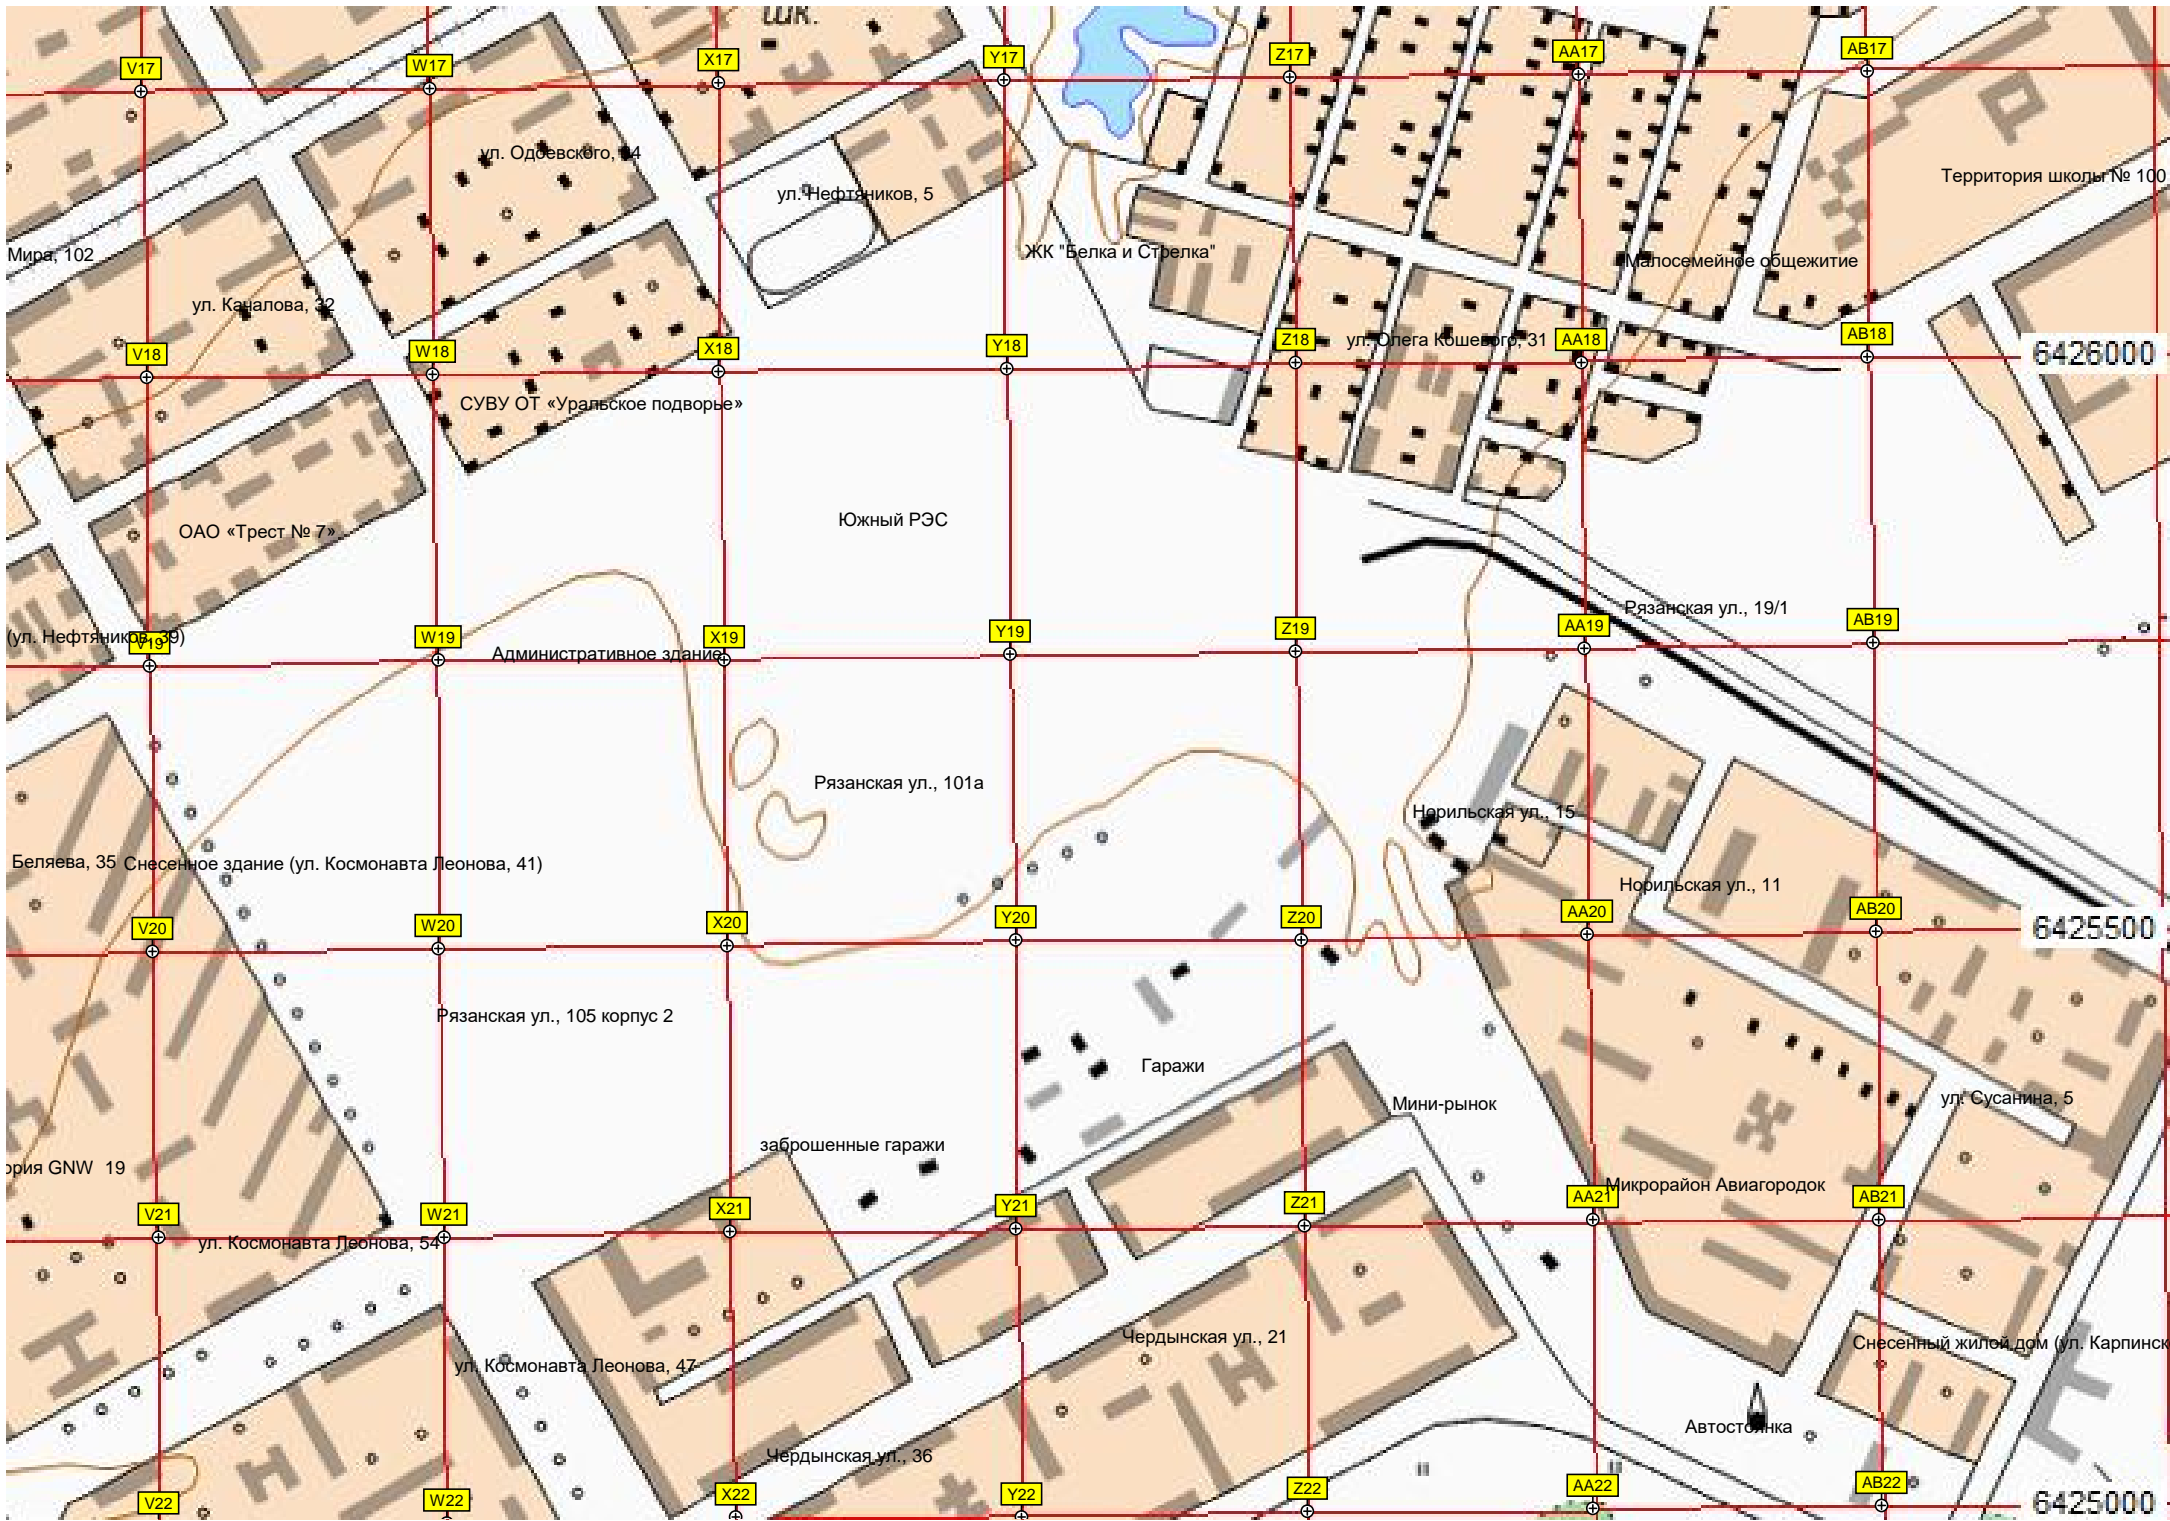 шк.
V17
W17
X17
Y17
Z17
AA17
AB17
ул. Одоевского,
ул. Нефтяников, 5
Территория школы № 100
Мира, 102
ЖК "Белка и Стрелка"
Малосемейное общежитие
ул. Качалова, 32
V18
W18
X18
Y18
Z18
ул. Олега Кошевого, 31
AA18
AB18
6426000
СУВУ ОТ «Уральское подворье»
Южный РЭС
ОАО «Трест № 7»
Рязанская ул., 19/1
(ул. Нефтяников, 39)
V19
W19
X19
Y19
Z19
AA19
AB19
Административное здание
Рязанская ул., 101а
Норильская ул., 15
Беляева, 35
Снесенное здание (ул. Космонавта Леонова, 41)
Норильская ул., 11
V20
W20
X20
Y20
Z20
AA20
AB20
6425500
Рязанская ул., 105 корпус 2
Гаражи
Мини-рынок
ул. Сусанина, 5
заброшенные гаражи
ория GNW 19
Микрорайон Авиагородок
V21
W21
X21
Y21
Z21
AA21
AB21
ул. Космонавта Леонова, 54
Чердынская ул., 21
Снесенный жилой дом (ул. Карпинск
ул. Космонавта Леонова, 47
Автостоянка
Чердынская ул., 36
V22
W22
X22
Y22
Z22
AA22
AB22
6425000